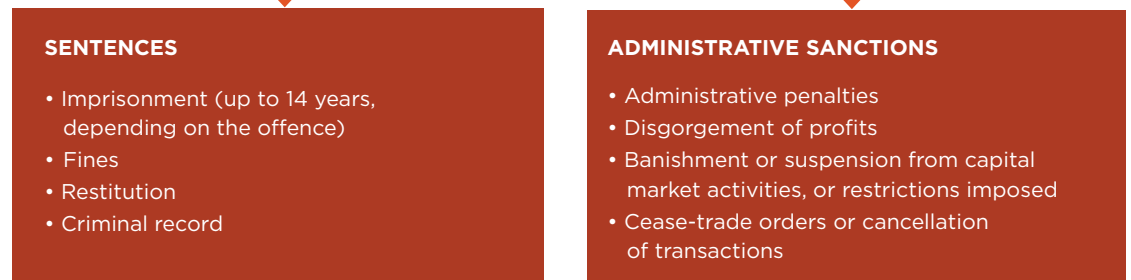 SENTENCES
• Imprisonment (up to 14 years,
depending on the offence)
• Fines
• Restitution
• Criminal record
ADMINISTRATIVE SANCTIONS
• Administrative penalties
• Disgorgement of profits
• Banishment or suspension from capital
market activities, or restrictions imposed
• Cease-trade orders or cancellation
of transactions